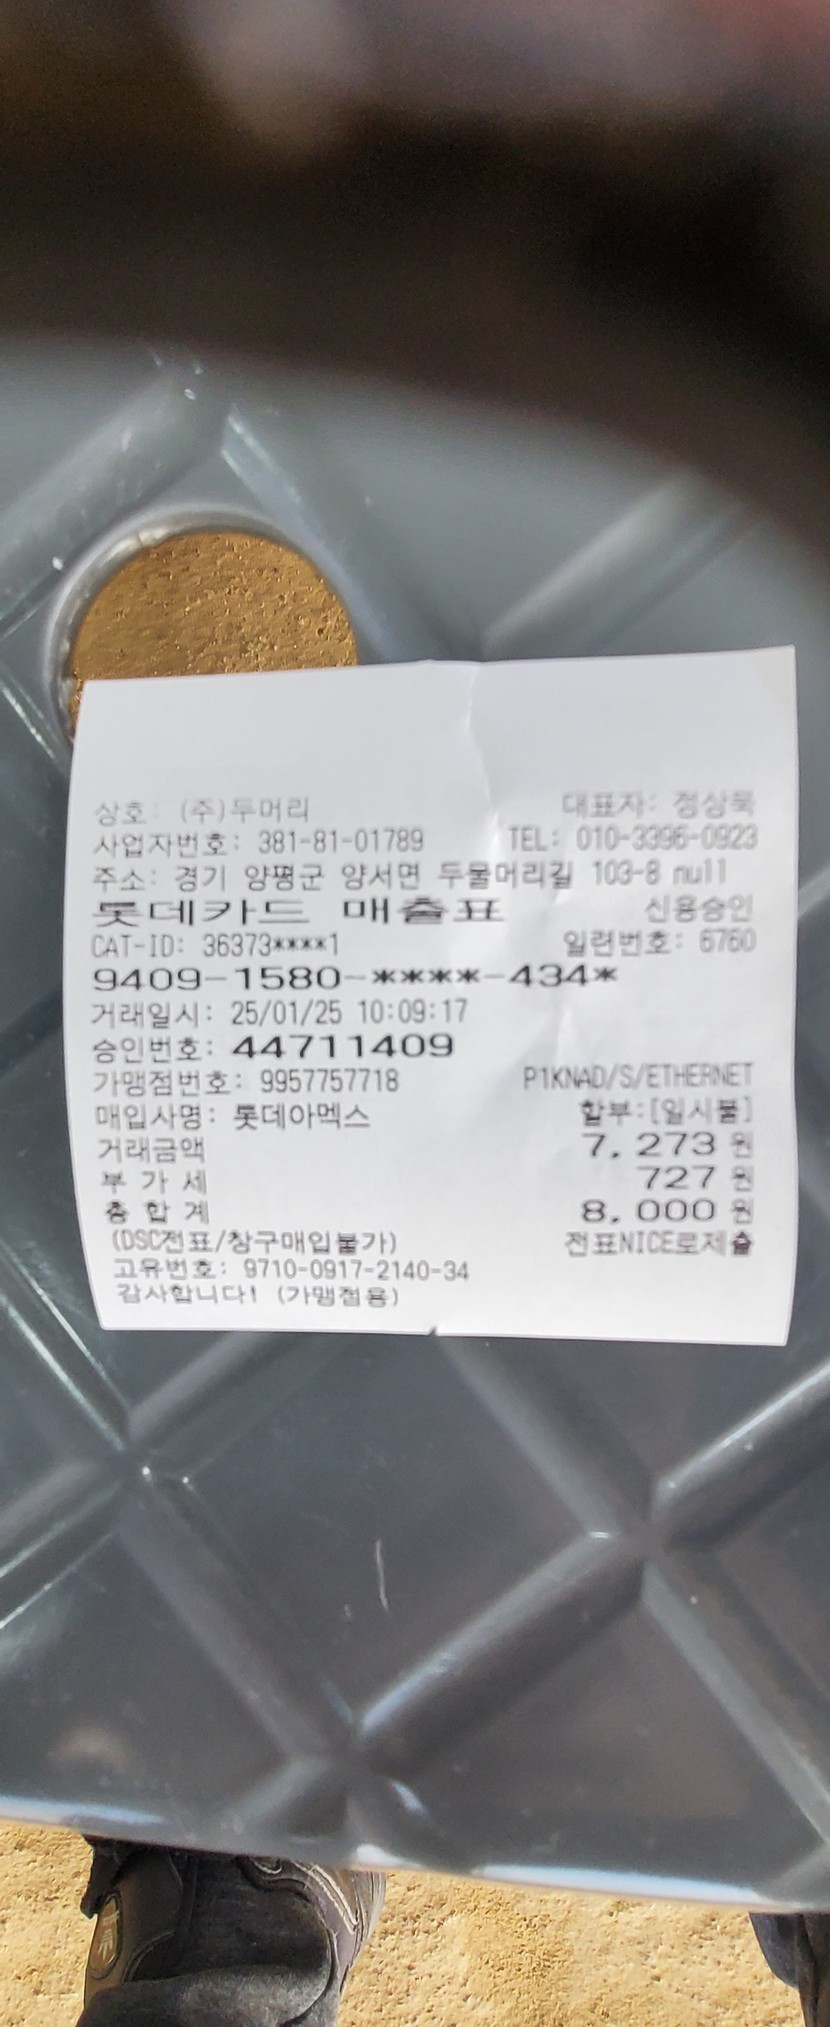 상호: (주)두머리 대표자: 정상묵
사업자번호: 381-81-01789 TEL: 010-3396-0923
주소: 경기 양평군 양서면 두물머리길 103-8 null
롯데카드 매출표 신용승인
CAT-ID: 36373****1 일련번호: 6760
9409-1580-****-434*
거래일시: 25/01/25 10:09:17
승인번호: 44711409
가맹점번호: 9957757718 P1KNAD/S/ETHERNET
매입사명: 롯데아멕스 할부:[일시불]
거래금액 7,273 원
부 가 세 727 원
총 합 계 8,000 원
(DSC전표/창구매입불가) 전표NICE로제출
고유번호: 9710-0917-2140-34
감사합니다! (가맹점용)